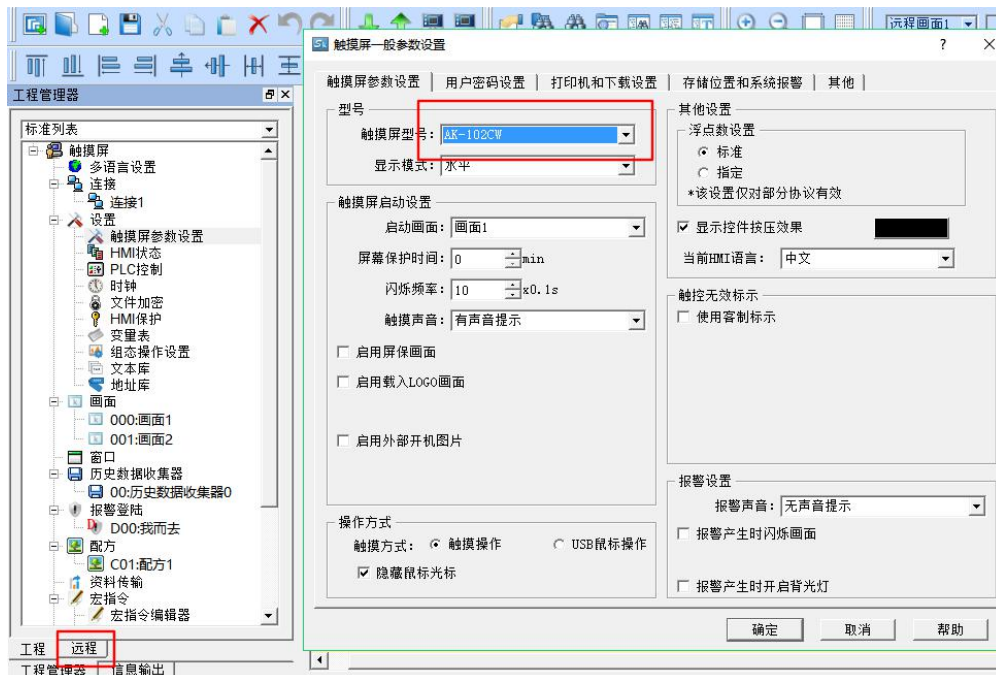 远程画面1
SK 触摸屏一般参数设置
?
工程管理器
标准列表
触摸屏
多语言设置
连接
连接1
设置
触摸屏参数设置
HMI状态
PLC控制
时钟
文件加密
HMI保护
变量表
组态操作设置
文本库
地址库
画面
000:画面1
001:画面2
窗口
历史数据收集器
00:历史数据收集器0
报警登陆
D00:我而去
配方
C01:配方1
资料传输
宏指令
宏指令编辑器
工程 远程
工程管理器 信息输出
触摸屏参数设置 用户密码设置 打印机和下载设置 存储位置和系统报警 其他
型号
触摸屏型号: AK-102CW
显示模式: 水平
触摸屏启动设置
启动画面: 画面1
屏幕保护时间: 0 min
闪烁频率: 10 x0.1s
触摸声音: 有声音提示
启用屏保画面
启用载入LOGO画面
启用外部开机图片
操作方式
触摸方式: 触摸操作 USB鼠标操作
隐藏鼠标光标
其他设置
浮点数设置
标准
指定
*该设置仅对部分协议有效
显示控件按压效果
当前HMI语言: 中文
触控无效标示
使用客制标示
报警设置
报警声音: 无声音提示
报警产生时闪烁画面
报警产生时开启背光灯
确定 取消 帮助